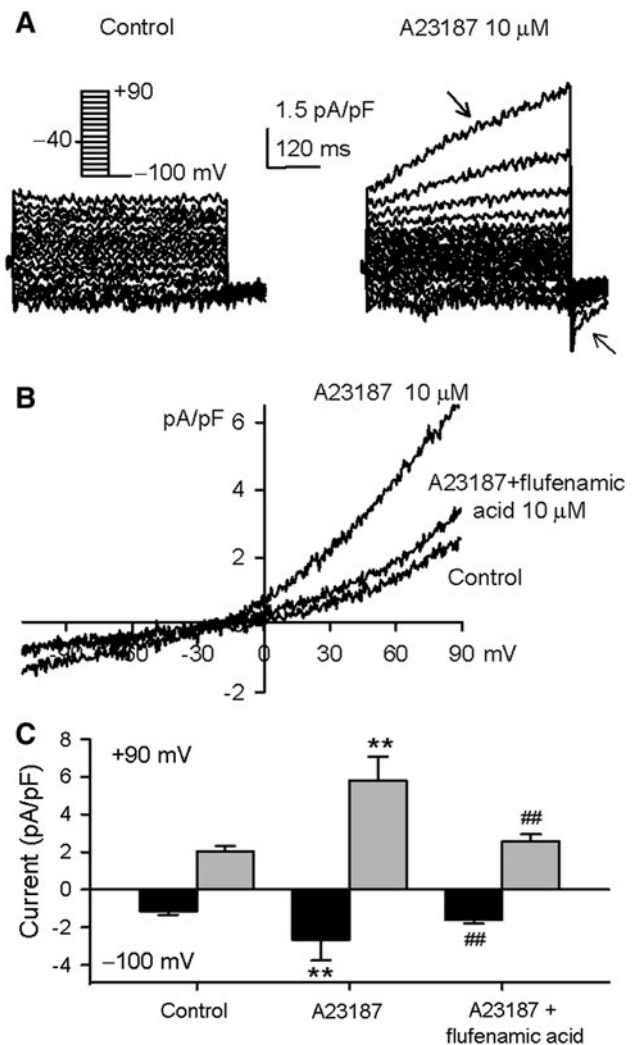 A
Control
A23187 10 μM
+90
−40
−100 mV
1.5 pA/pF
120 ms
B
pA/pF
A23187 10 μM
6
4
2
-2
A23187+flufenamic
acid 10 μM
Control
-90 -60 -30 0 30 60 90 mV
C
Current (pA/pF)
8
6
4
2
0
-2
-4
+90 mV
−100 mV
**
**
##
##
Control
A23187
A23187 +
flufenamic acid